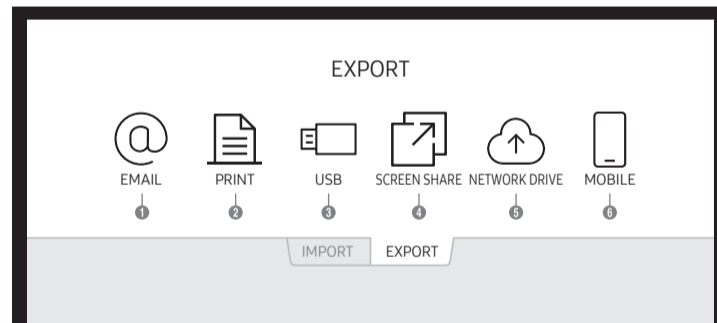 EXPORT
EMAIL PRINT USB SCREEN SHARE NETWORK DRIVE MOBILE
1 2 3 4 5 6
IMPORT EXPORT